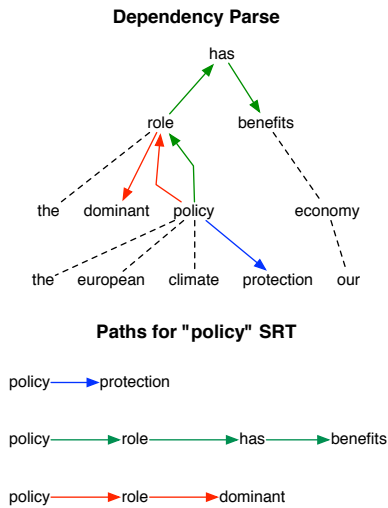 Dependency Parse
has
role benefits
the dominant policy economy
the european climate protection our
Paths for "policy" SRT
policy protection
policy role has benefits
policy role dominant